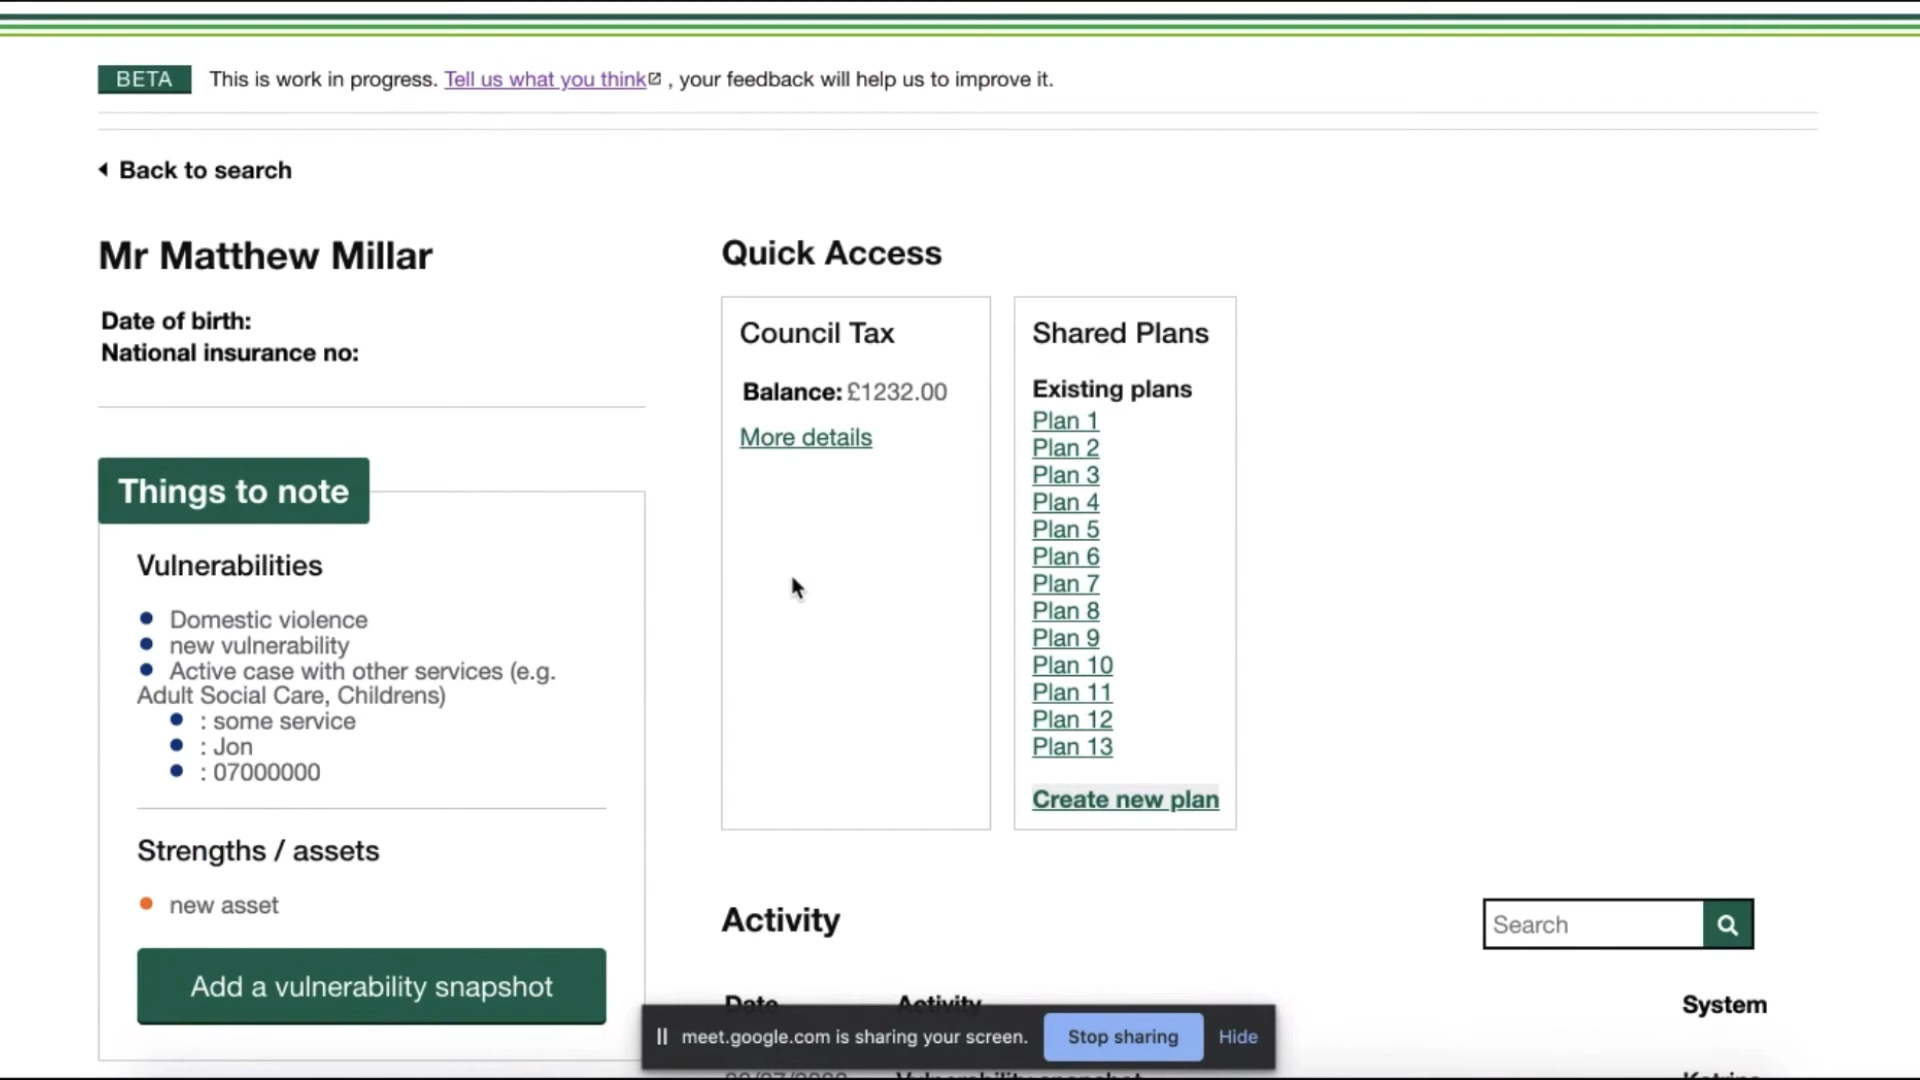 BETA This is work in progress. Tell us what you think , your feedback will help us to improve it.
Back to search
Mr Matthew Millar
Date of birth:
National insurance no:
Things to note
Vulnerabilities
Domestic violence
new vulnerability
Active case with other services (e.g.
Adult Social Care, Childrens)
: some service
: Jon
: 07000000
Strengths / assets
new asset
Add a vulnerability snapshot
Quick Access
Council Tax
Balance: £1232.00
More details
Shared Plans
Existing plans
Plan 1
Plan 2
Plan 3
Plan 4
Plan 5
Plan 6
Plan 7
Plan 8
Plan 9
Plan 10
Plan 11
Plan 12
Plan 13
Create new plan
Activity
Search
Date Activity System
meet.google.com is sharing your screen. Stop sharing Hide
Vulnerability snapshot